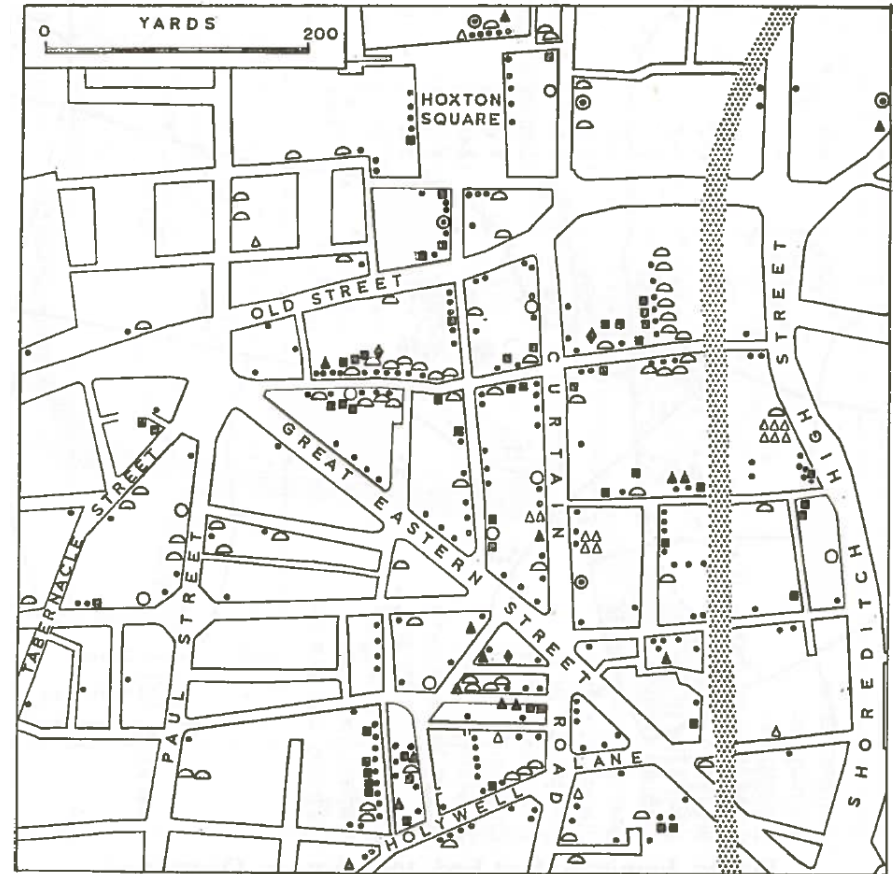 YARDS
0 200
HOXTON
SQUARE
OLD STREET
STREET
HIGH
SHOREDITCH
CURTAIN
ROAD
GREAT EASTERN STREET
TABERNACLE STREET
PAUL STREET
HOLYWELL LANE